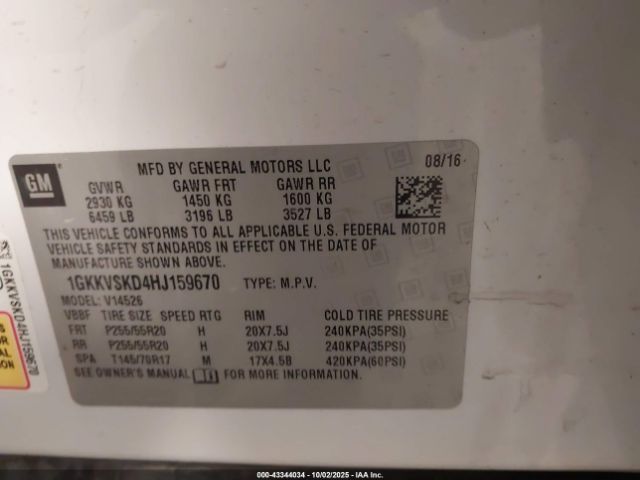 GM
MFD BY GENERAL MOTORS LLC
08/16
GVWR GAWR FRT GAWR RR
2930 KG 1450 KG 1600 KG
6459 LB 3196 LB 3527 LB
THIS VEHICLE CONFORMS TO ALL APPLICABLE U.S. FEDERAL MOTOR
VEHICLE SAFETY STANDARDS IN EFFECT ON THE DATE OF
MANUFACTURE SHOWN ABOVE.
1GKKVSKD4HJ159670 TYPE: M.P.V.
MODEL: V14526
VBBF TIRE SIZE SPEED RTG RIM COLD TIRE PRESSURE
FRT P255/55R20 H 20X7.5J 240KPA(35PSI)
RR P255/55R20 H 20X7.5J 240KPA(35PSI)
SPA T145/70R17 M 17X4.5B 420KPA(60PSI)
SEE OWNER'S MANUAL FOR MORE INFORMATION.
1GKKVSKD4HJ159670
000-43344034 - 10/02/2025 - IAA Inc.